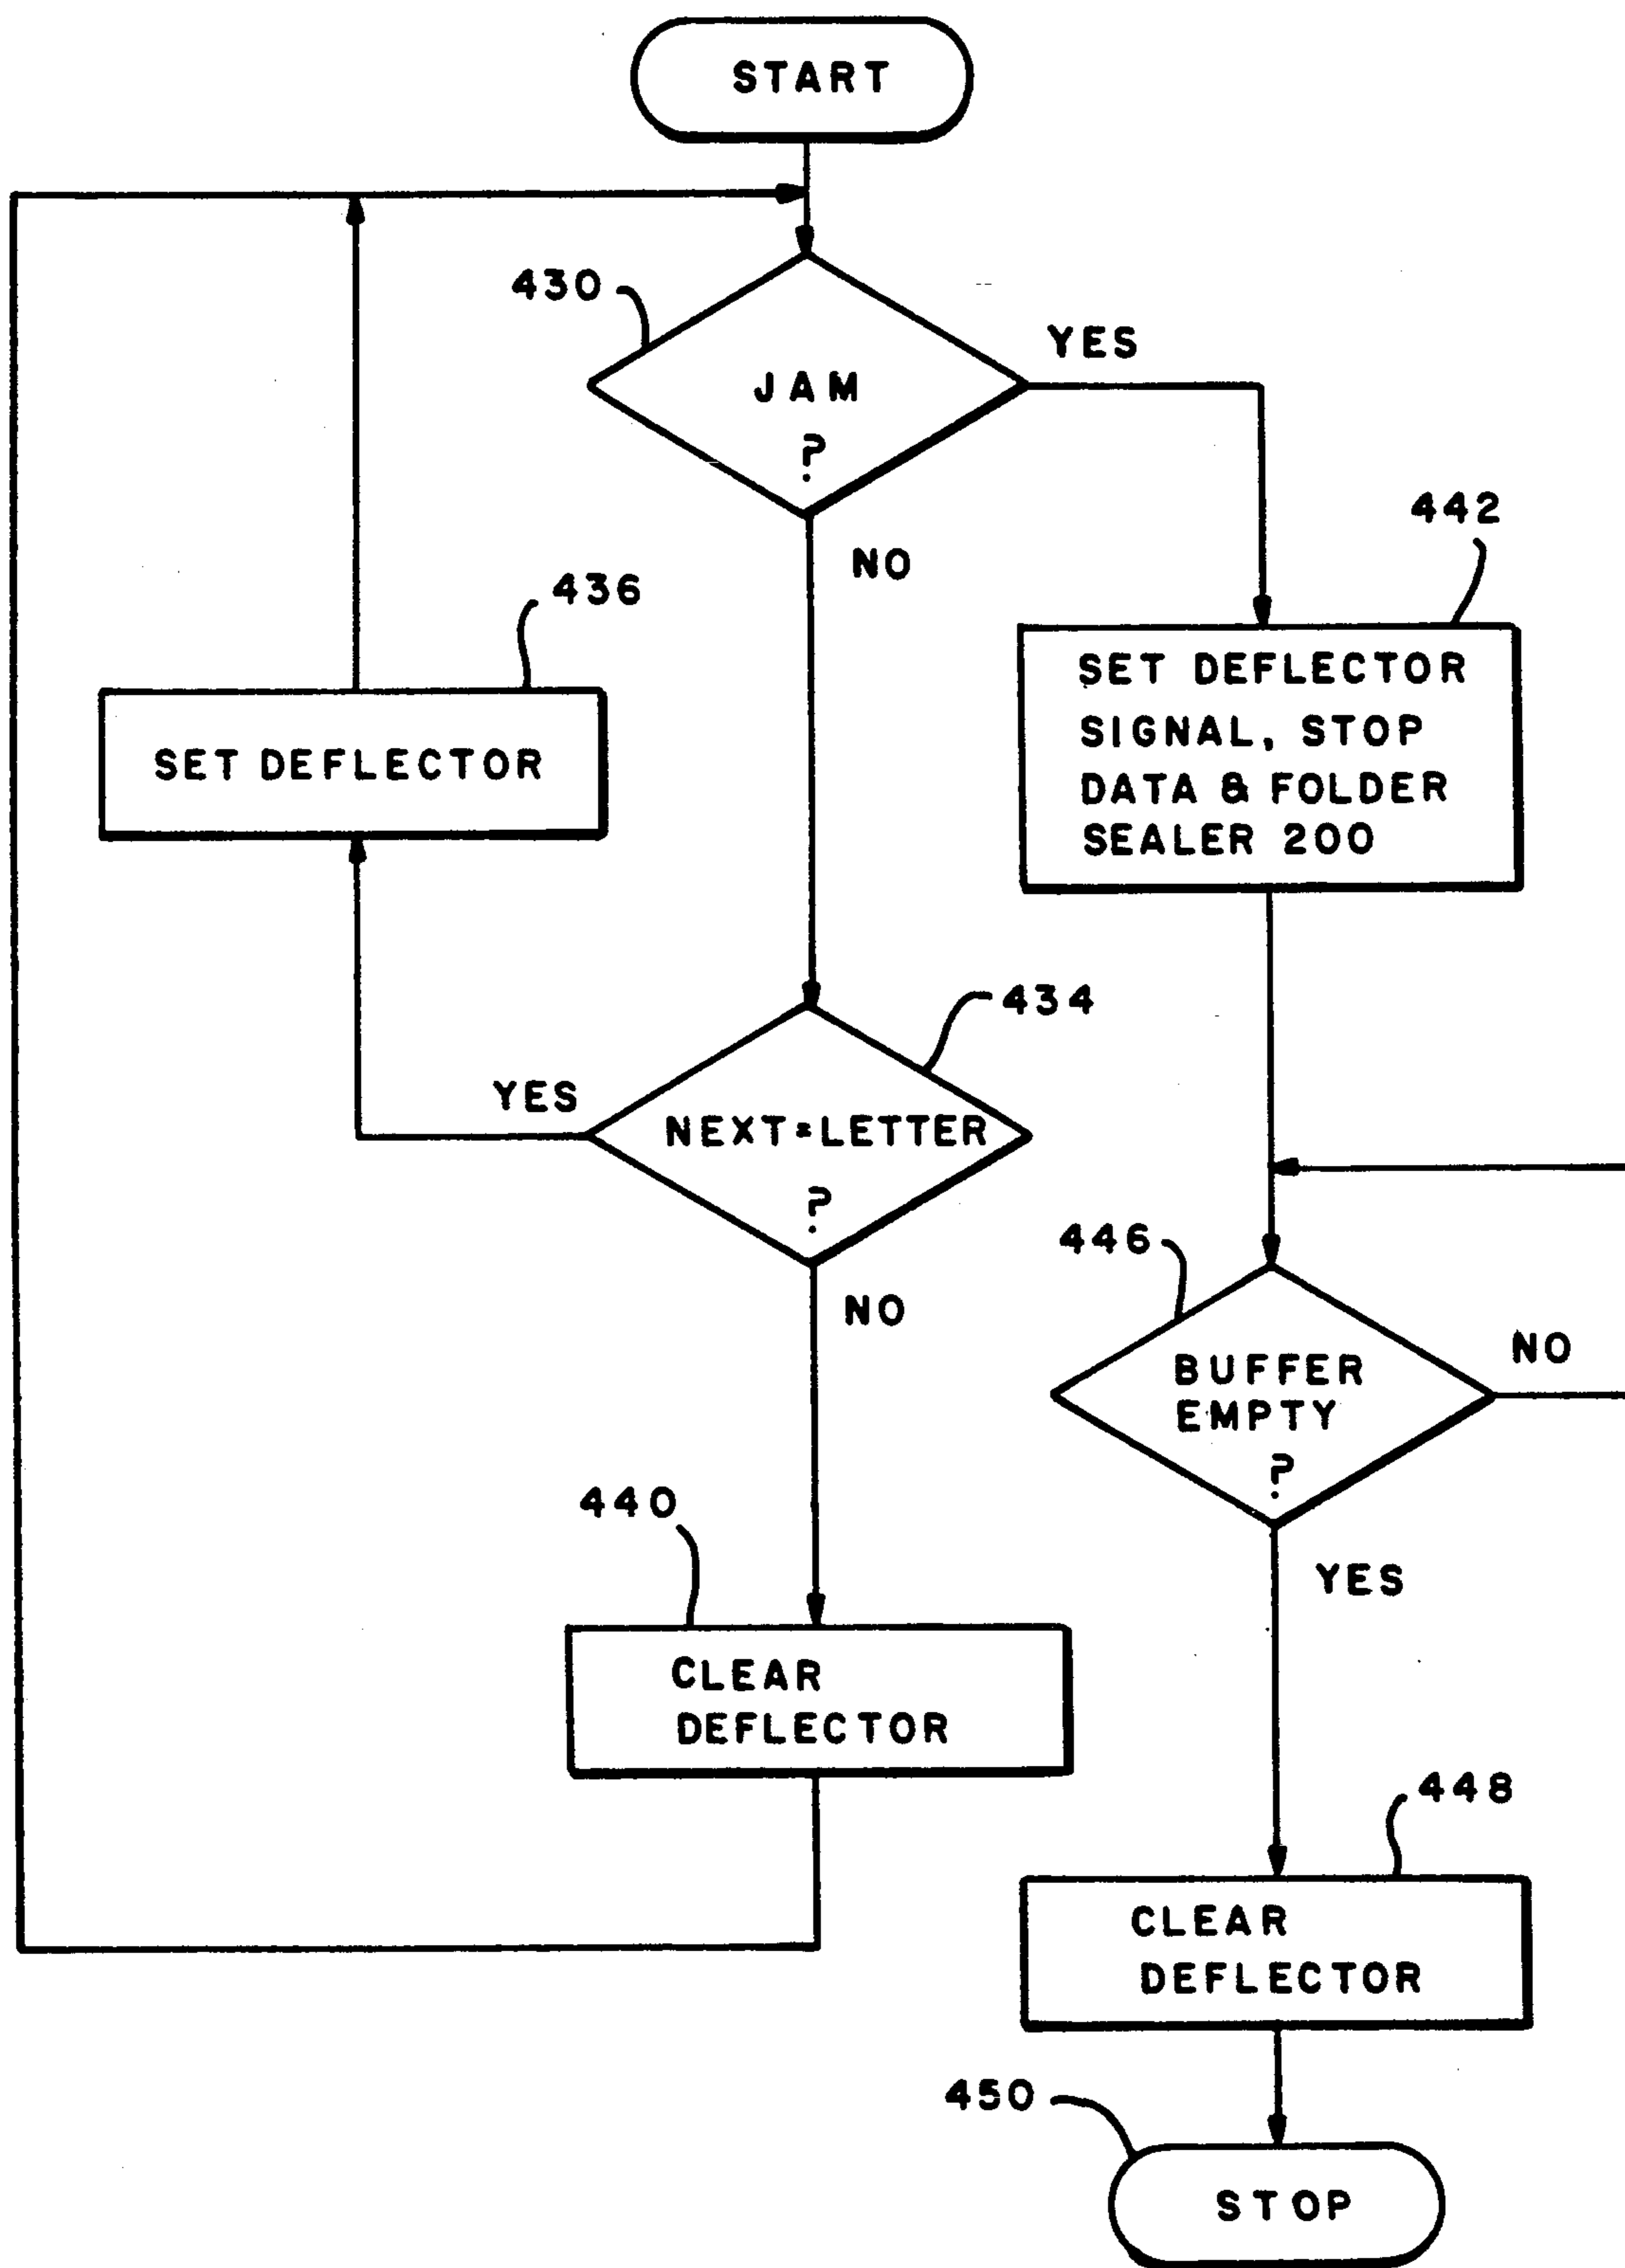 START
430
YES
JAM
?
NO
442
436
SET DEFLECTOR
SET DEFLECTOR
SIGNAL, STOP
DATA & FOLDER
SEALER 200
434
YES
NEXT=LETTER
?
NO
446
BUFFER
EMPTY
?
NO
YES
440
CLEAR
DEFLECTOR
448
CLEAR
DEFLECTOR
450
STOP